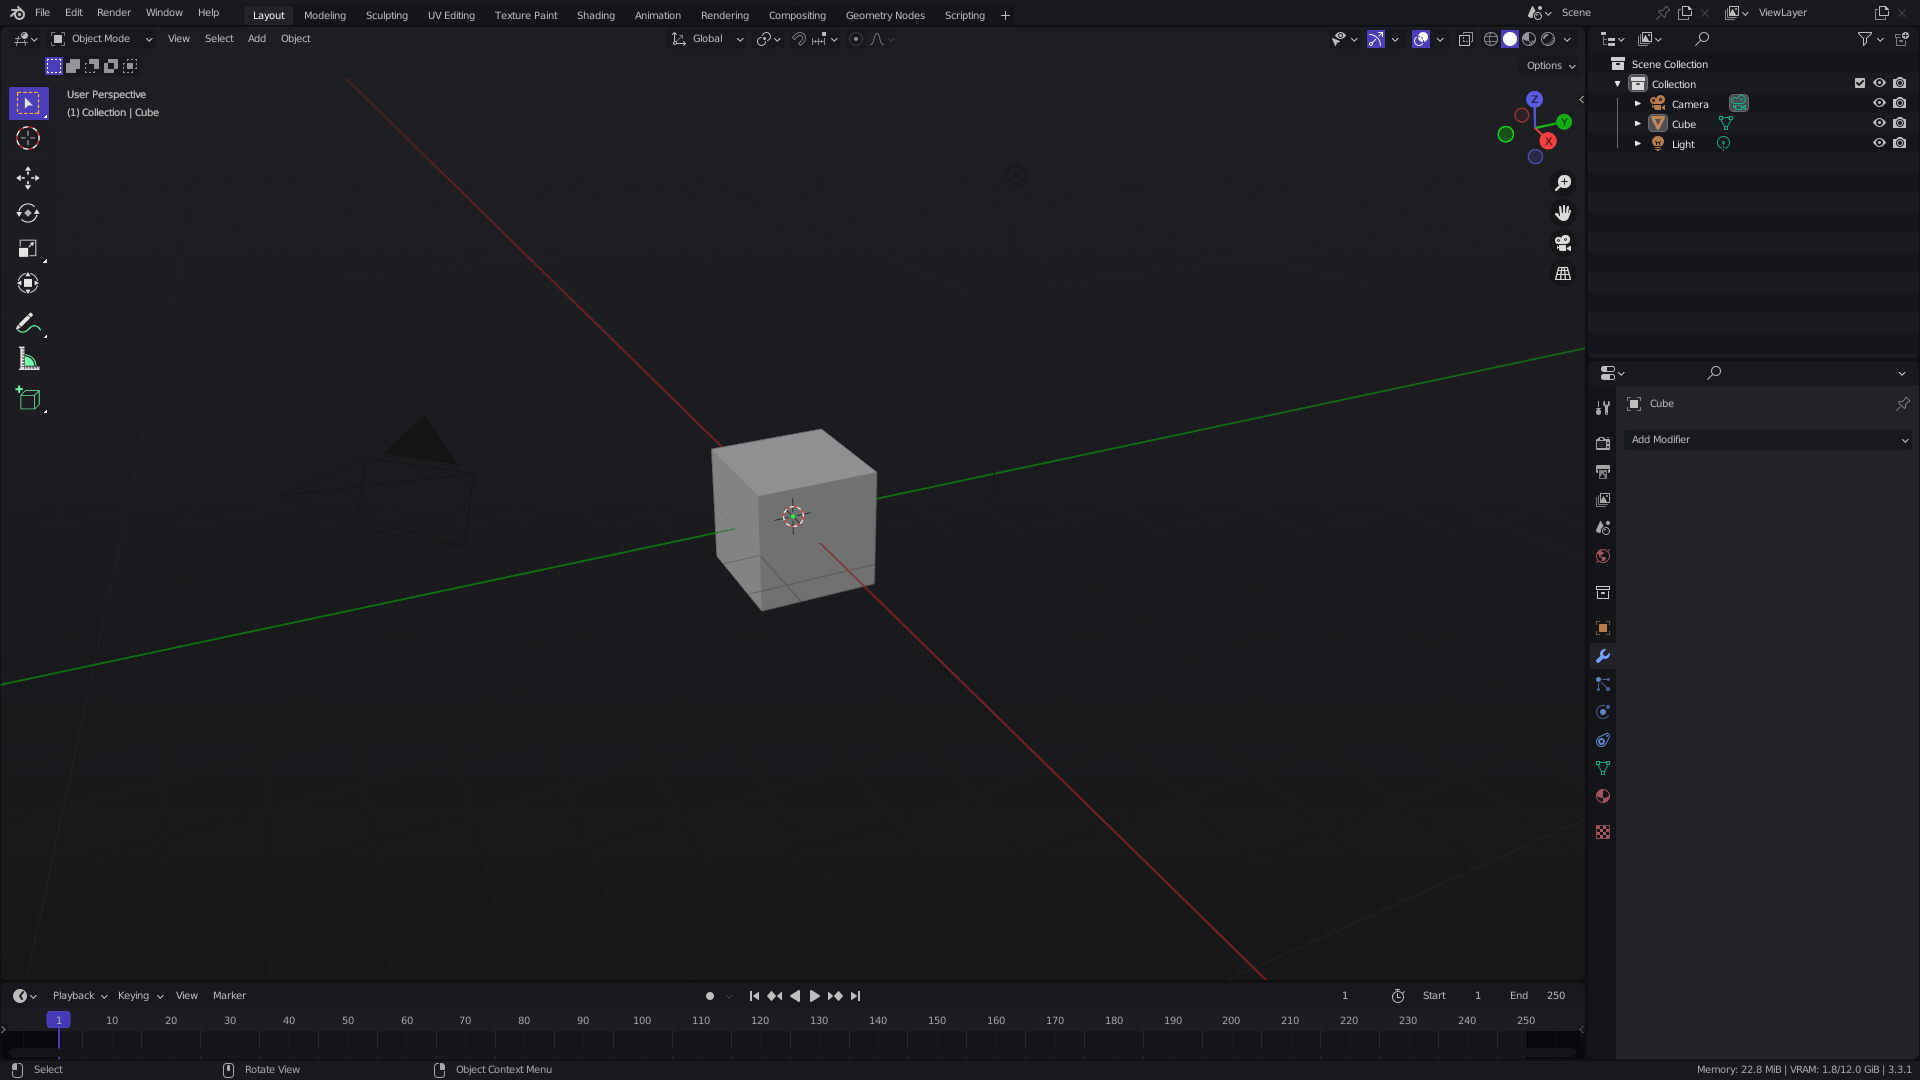 File Edit Render Window Help Layout Modeling Sculpting UV Editing Texture Paint Shading Animation Rendering Compositing Geometry Nodes Scripting + Scene ViewLayer
Object Mode View Select Add Object Global
Options
User Perspective
(1) Collection | Cube
Z
Y
X
Scene Collection
Collection
Camera
Cube
Light
Cube
Add Modifier
Playback Keying View Marker 1 Start 1 End 250
1 10 20 30 40 50 60 70 80 90 100 110 120 130 140 150 160 170 180 190 200 210 220 230 240 250
Select Rotate View Object Context Menu Memory: 22.8 MiB | VRAM: 1.8/12.0 GiB | 3.3.1